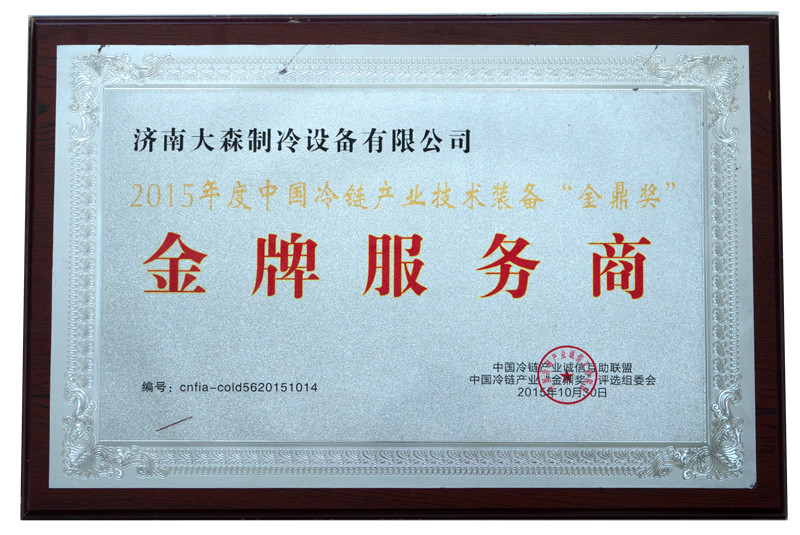 济南大森制冷设备有限公司
2015年度中国冷链产业技术装备“金鼎奖”
金牌服务商
编号：cnfia-cold5620151014
中国冷链产业诚信互助联盟
中国冷链产业“金鼎奖”评选组委会
2015年10月30日